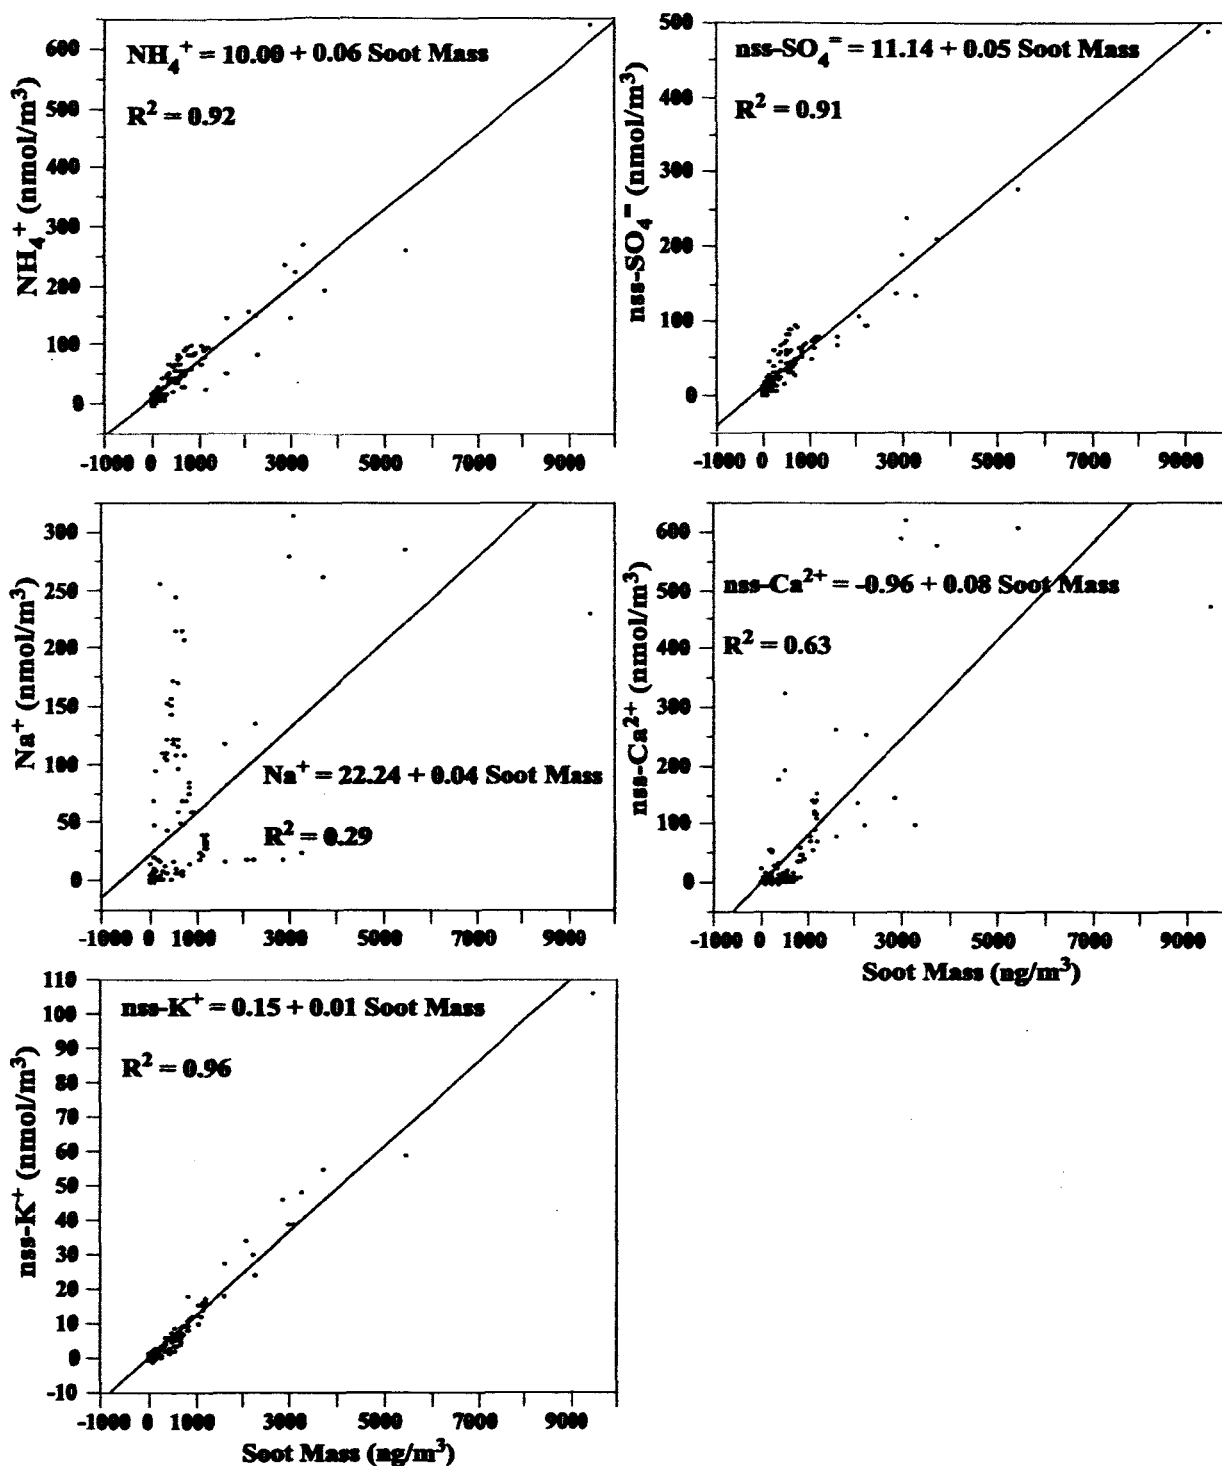 NH₄⁺ = 10.00 + 0.06 Soot Mass
R² = 0.92
NH₄⁺ (nmol/m³)
600
500
400
300
200
100
0
-1000 0 1000 3000 5000 7000 9000
nss-SO₄⁼ = 11.14 + 0.05 Soot Mass
R² = 0.91
nss-SO₄⁼ (nmol/m³)
500
400
300
200
100
0
-1000 0 1000 3000 5000 7000 9000
Na⁺ (nmol/m³)
300
250
200
150
100
50
0
Na⁺ = 22.24 + 0.04 Soot Mass
R² = 0.29
-1000 0 1000 3000 5000 7000 9000
nss-Ca²⁺ = -0.96 + 0.08 Soot Mass
R² = 0.63
nss-Ca²⁺ (nmol/m³)
600
500
400
300
200
100
0
-1000 0 1000 3000 5000 7000 9000
Soot Mass (ng/m³)
nss-K⁺ = 0.15 + 0.01 Soot Mass
R² = 0.96
nss-K⁺ (nmol/m³)
110
100
90
80
70
60
50
40
30
20
10
0
-10
-1000 0 1000 3000 5000 7000 9000
Soot Mass (ng/m³)